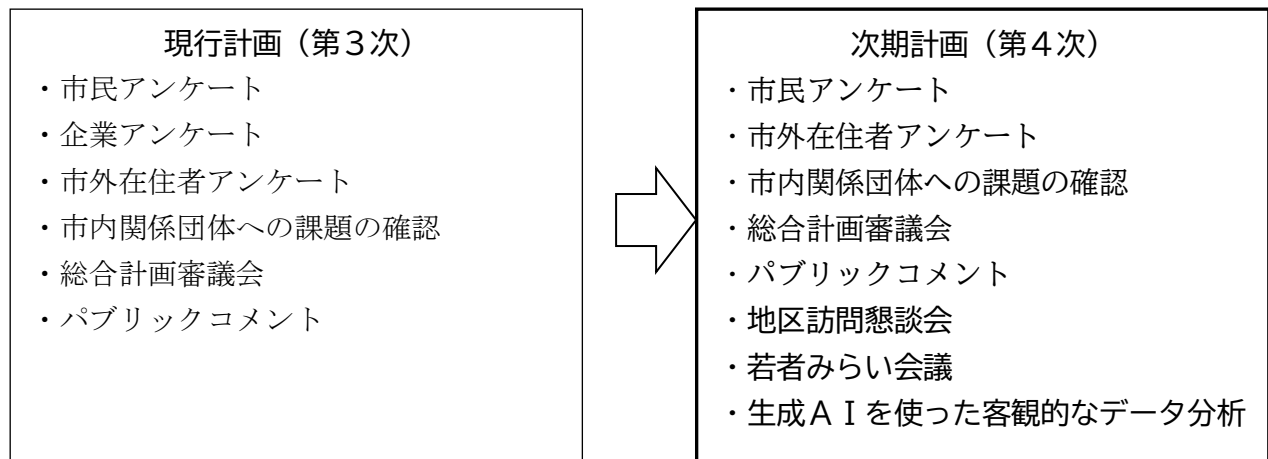 現行計画（第３次）
・市民アンケート
・企業アンケート
・市外在住者アンケート
・市内関係団体への課題の確認
・総合計画審議会
・パブリックコメント
次期計画（第４次）
・市民アンケート
・市外在住者アンケート
・市内関係団体への課題の確認
・総合計画審議会
・パブリックコメント
・地区訪問懇談会
・若者みらい会議
・生成ＡＩを使った客観的なデータ分析